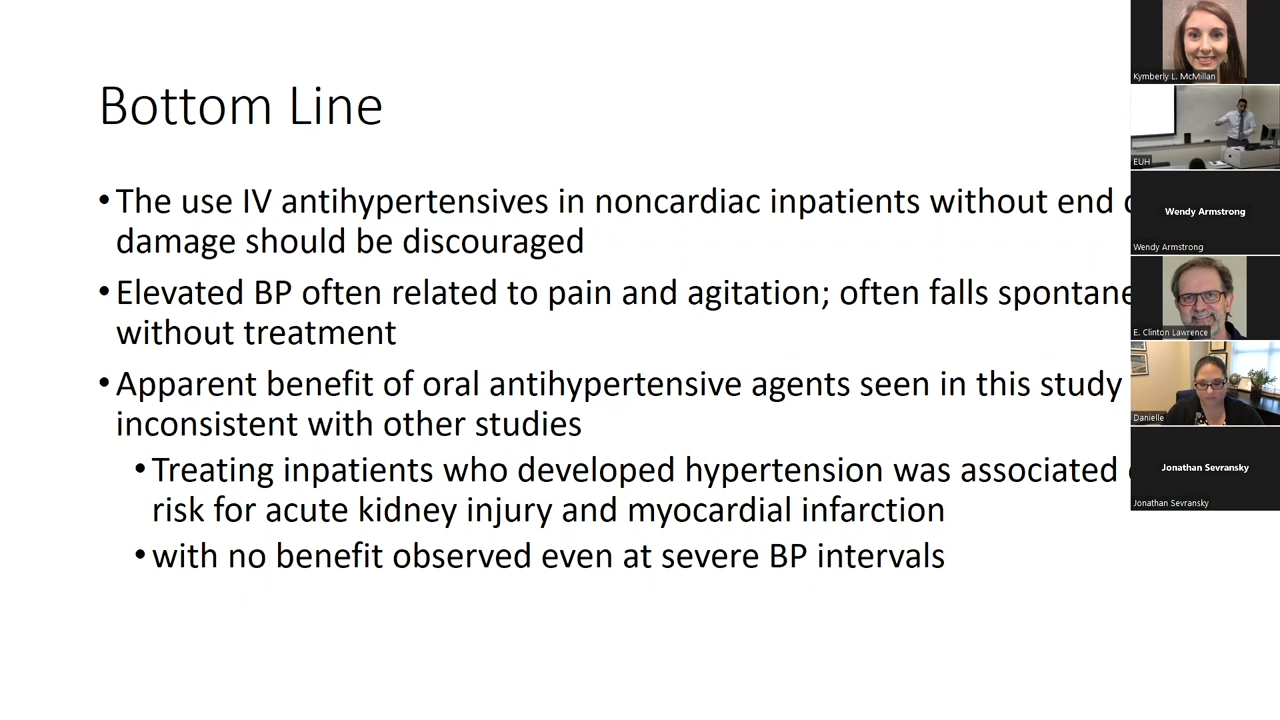 Bottom Line
• The use IV antihypertensives in noncardiac inpatients without end
damage should be discouraged
• Elevated BP often related to pain and agitation; often falls spontane
without treatment
• Apparent benefit of oral antihypertensive agents seen in this study
inconsistent with other studies
• Treating inpatients who developed hypertension was associated
risk for acute kidney injury and myocardial infarction
• with no benefit observed even at severe BP intervals
Kymberly L. McMillan
EUH
Wendy Armstrong
Wendy Armstrong
E. Clinton Lawrence
Danielle
Jonathan Sevransky
Jonathan Sevransky